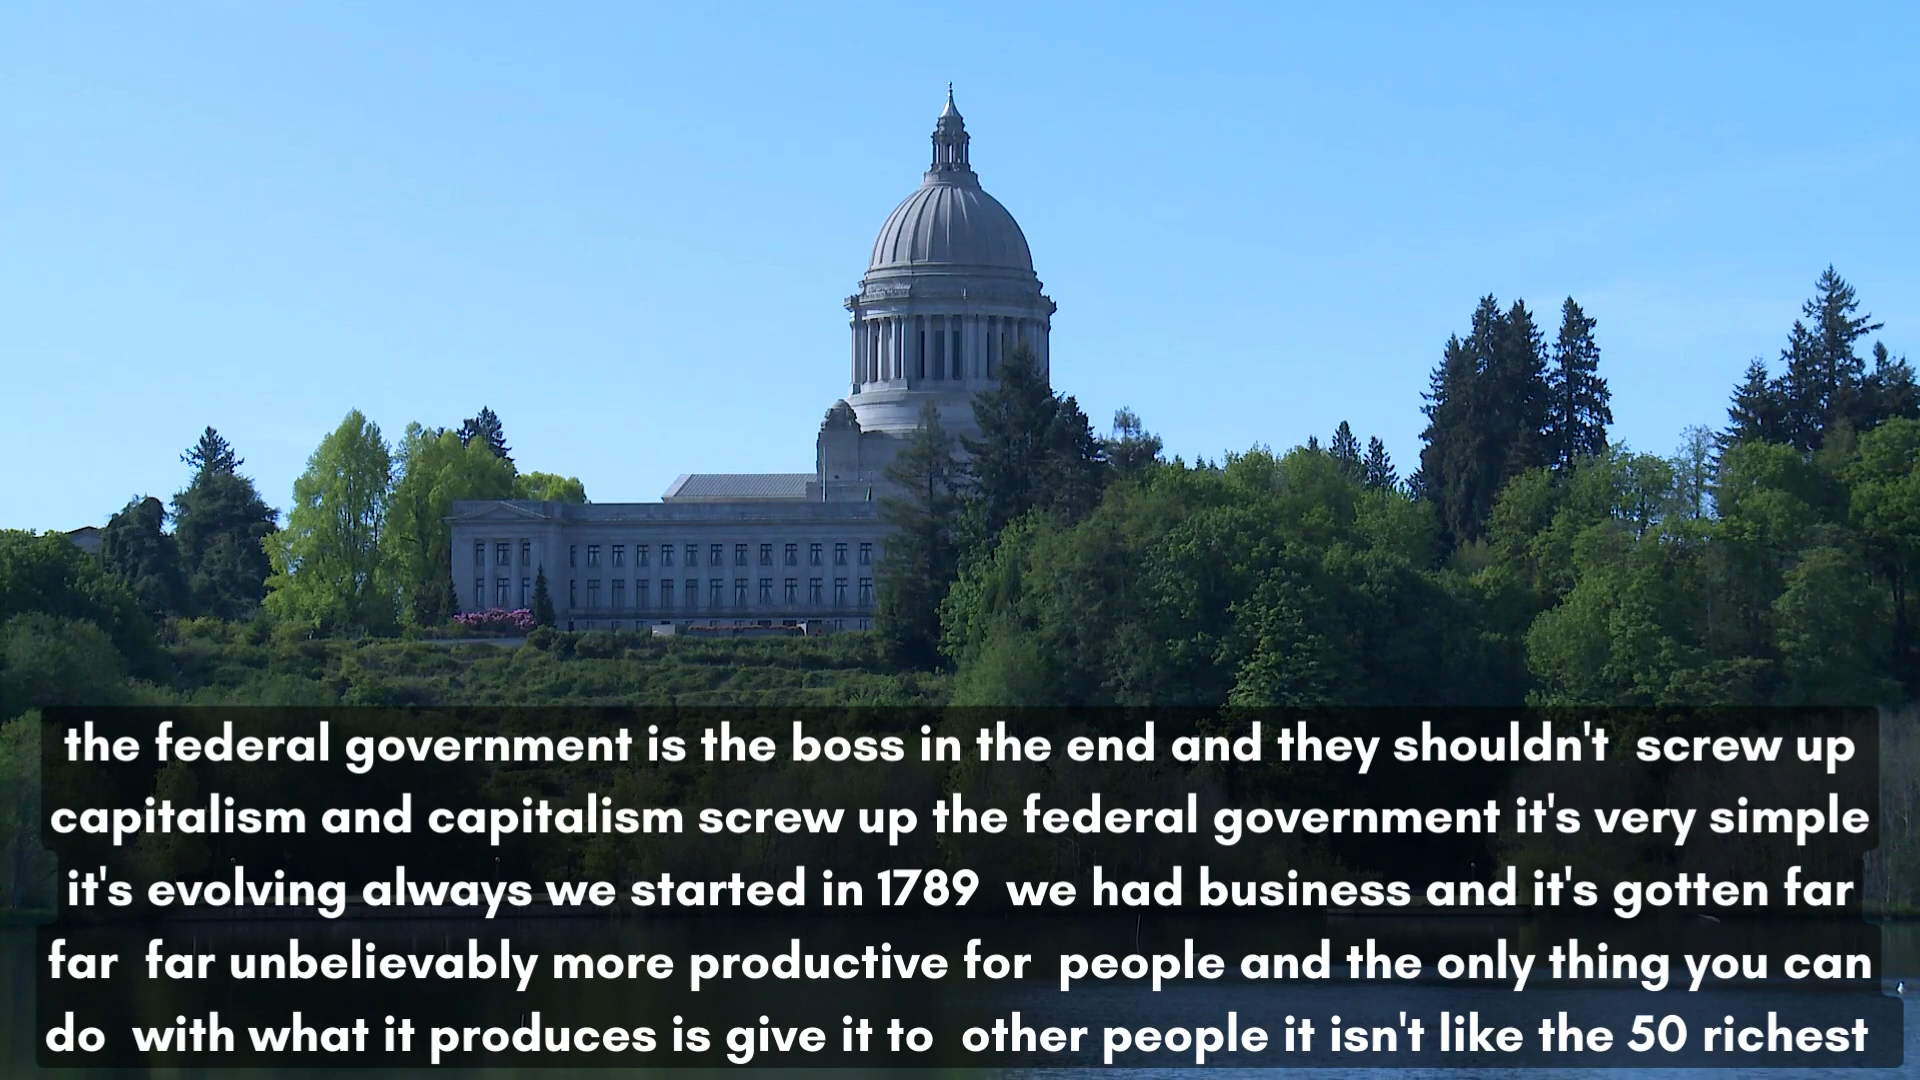 the federal government is the boss in the end and they shouldn't  screw up
capitalism and capitalism screw up the federal government it's very simple
it's evolving always we started in 1789  we had business and it's gotten far
far  far unbelievably more productive for  people and the only thing you can
do  with what it produces is give it to  other people it isn't like the 50 richest